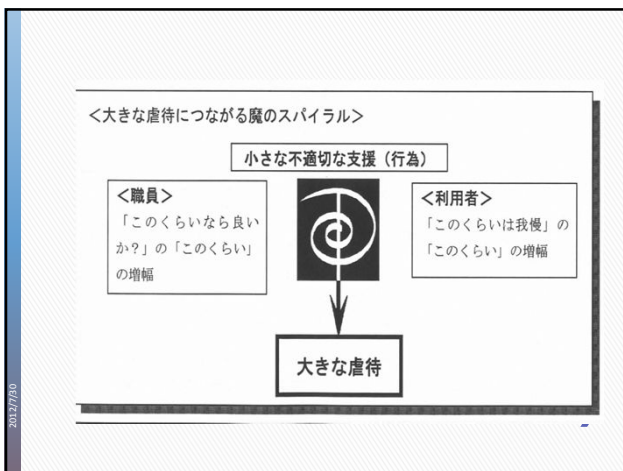 ＜大きな虐待につながる魔のスパイラル＞
小さな不適切な支援（行為）
＜職員＞
「このくらいなら良い
か？」の「このくらい」
の増幅
＜利用者＞
「このくらいは我慢」の
「このくらい」の増幅
大きな虐待
2012/7/30